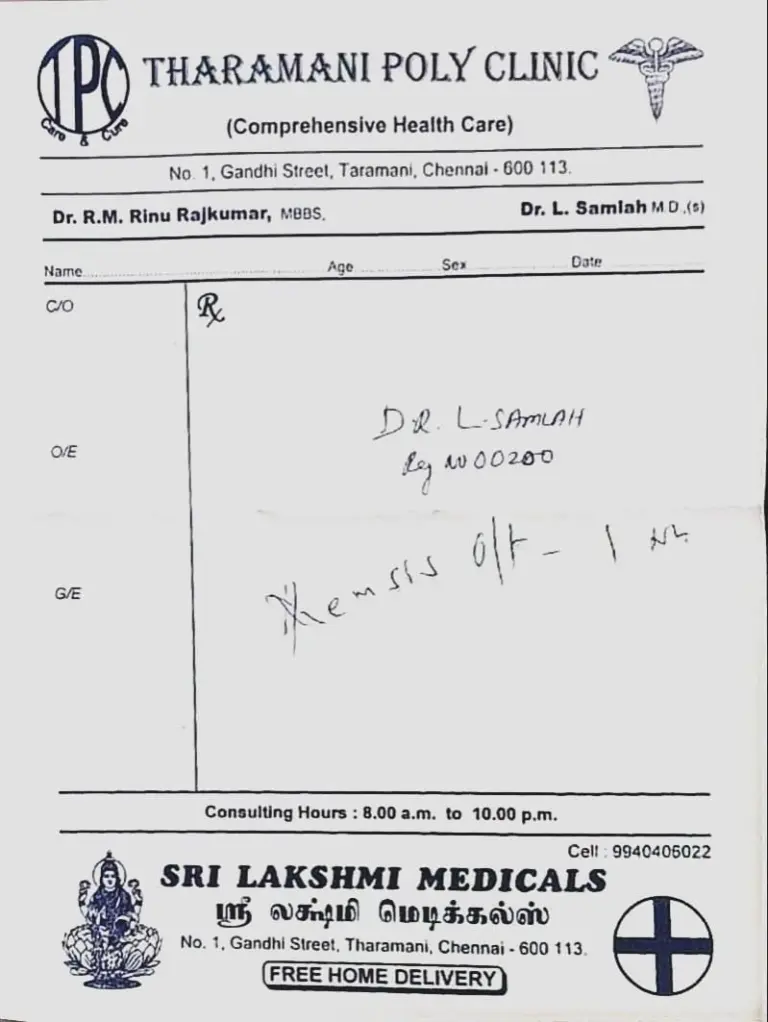 TPC
Care & Cure
THARAMANI POLY CLINIC
(Comprehensive Health Care)
No. 1, Gandhi Street, Taramani, Chennai - 600 113.
Dr. R.M. Rinu Rajkumar, MBBS. Dr. L. Samlah M.D.,(s)
Name Age Sex Date
C/O
DR. L. SAMLAH
O/E
Reg No 00200
o/t - 1
G/E
Consulting Hours : 8.00 a.m. to 10.00 p.m.
Cell : 9940405022
SRI LAKSHMI MEDICALS
ஸ்ரீ லக்ஷ்மி மெடிக்கல்ஸ்
No. 1, Gandhi Street, Tharamani, Chennai - 600 113.
FREE HOME DELIVERY